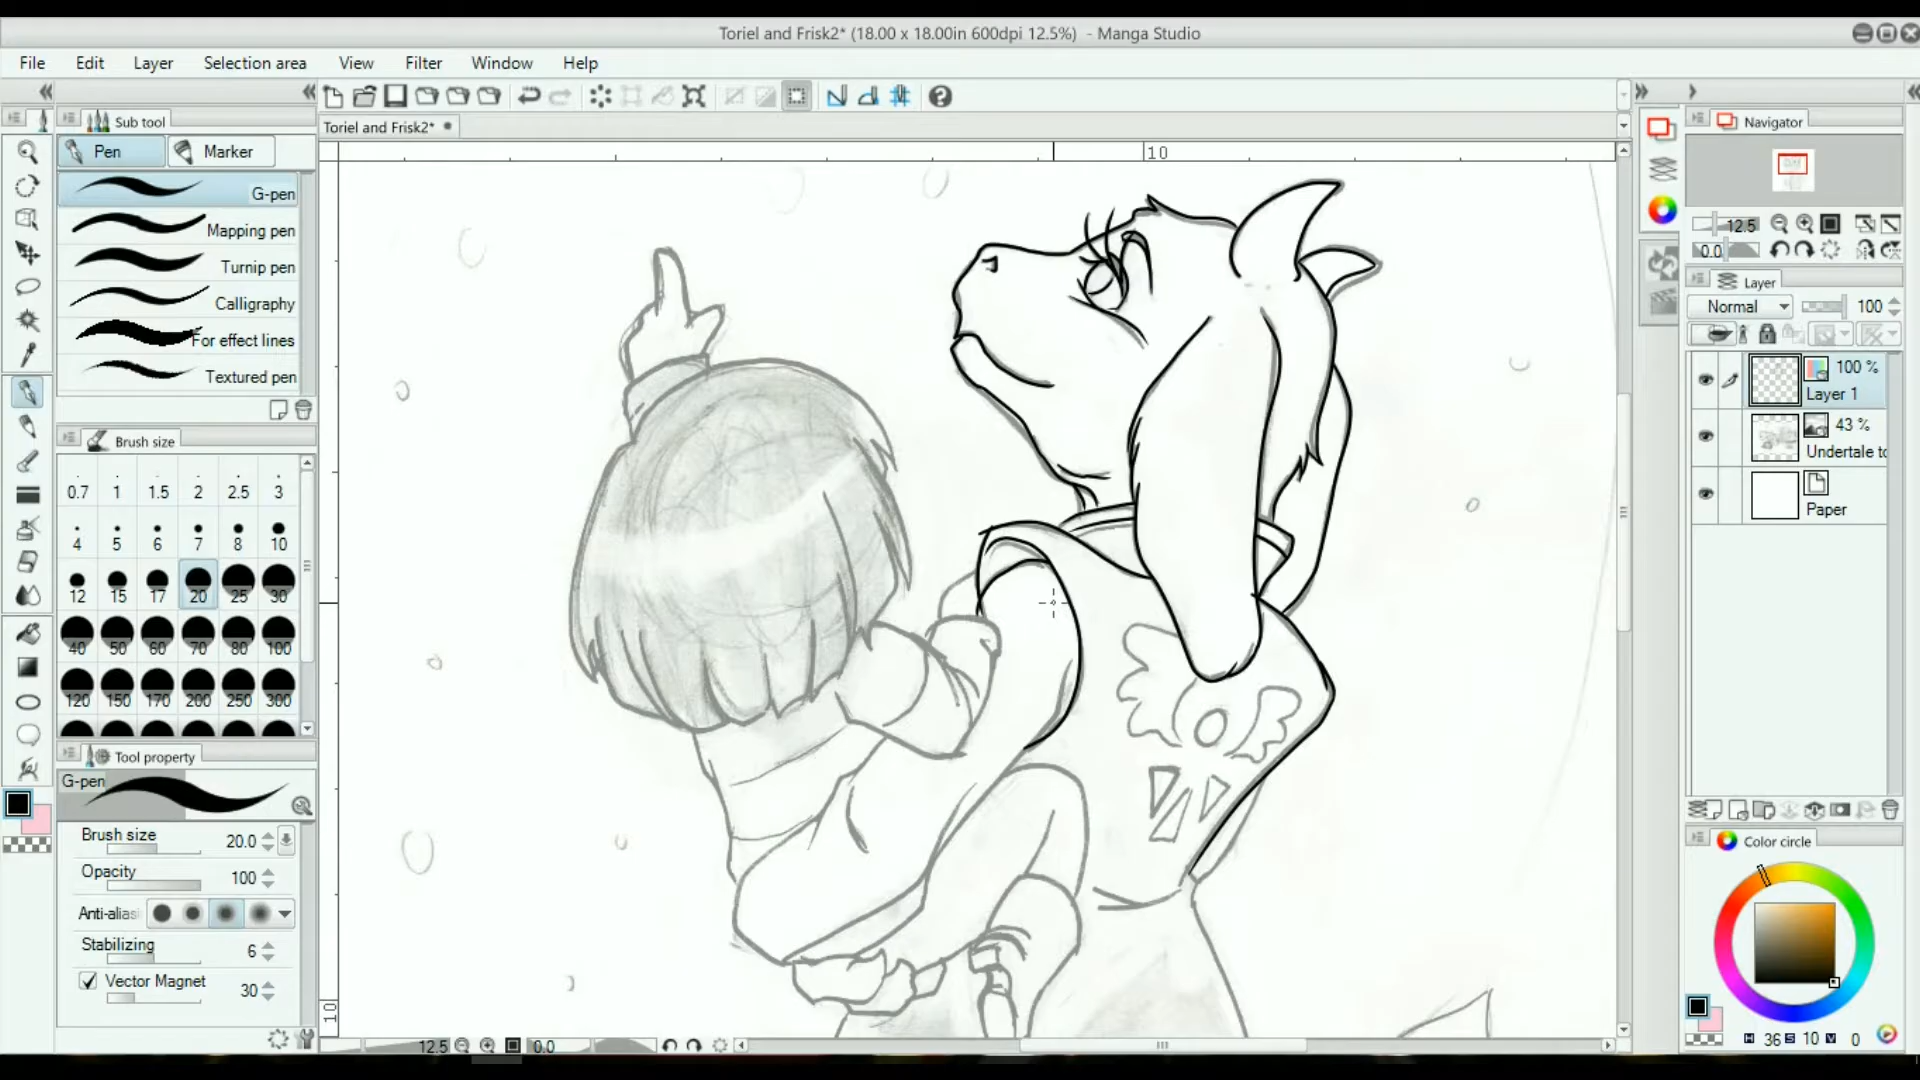 Toriel and Frisk2* (18.00 x 18.00in 600dpi 12.5%)  - Manga Studio
File Edit Layer Selection area View Filter Window Help
Sub tool
Toriel and Frisk2*
Navigator
Pen Marker
10
G-pen
Mapping pen
Turnip pen
Calligraphy
For effect lines
Textured pen
12.5
0.0
Layer
Normal 100
100 %
Layer 1
43 %
Undertale to
Paper
Brush size
0.7 1 1.5 2 2.5 3
4 5 6 7 8 10
12 15 17 20 25 30
40 50 60 70 80 100
120 150 170 200 250 300
Tool property
G-pen
Brush size 20.0
Opacity 100
Anti-alias
Stabilizing 6
Vector Magnet 30
10
12.5 0.0
Color circle
H 36 S 10 V 0